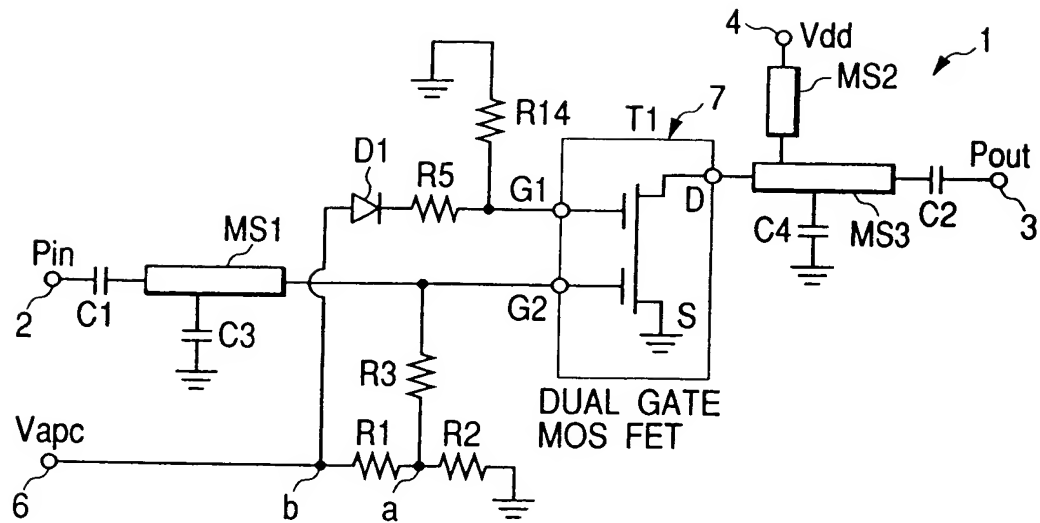 4
Vdd
1
MS2
7
R14
T1
D1
R5
G1
D
Pout
MS1
C4
MS3
C2
3
Pin
2
C1
C3
G2
S
R3
DUAL GATE
MOS FET
Vapc
R1
R2
6
b
a